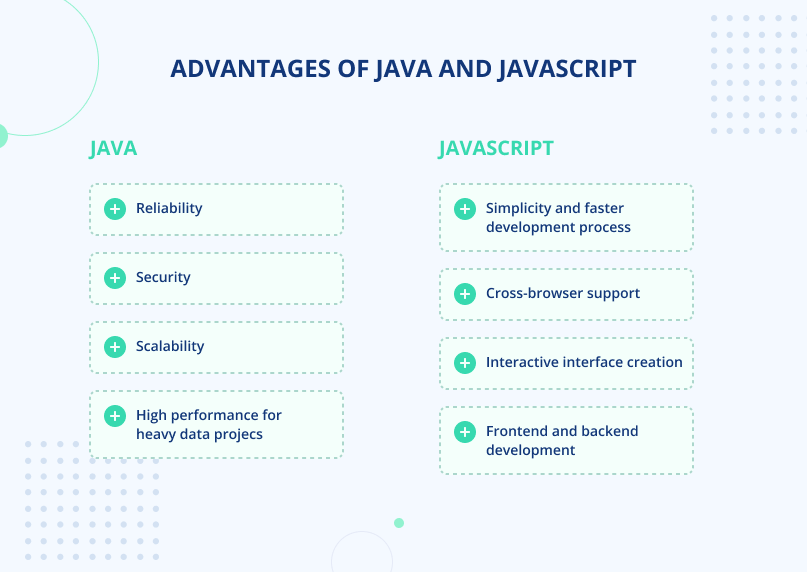 ADVANTAGES OF JAVA AND JAVASCRIPT
JAVA
Reliability
Security
Scalability
High performance for
heavy data projecs
JAVASCRIPT
Simplicity and faster
development process
Cross-browser support
Interactive interface creation
Frontend and backend
development